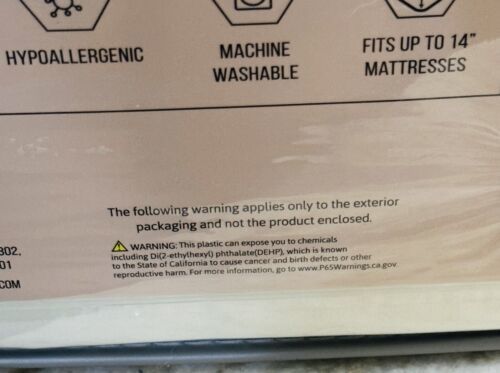 HYPOALLERGENIC
MACHINE
WASHABLE
FITS UP TO 14"
MATTRESSES
The following warning applies only to the exterior
packaging and not the product enclosed.
302,
01
COM
WARNING: This plastic can expose you to chemicals
including Di(2-ethylhexyl) phthalate(DEHP), which is known
to the State of California to cause cancer and birth defects or other
reproductive harm. For more information, go to www.P65Warnings.ca.gov.